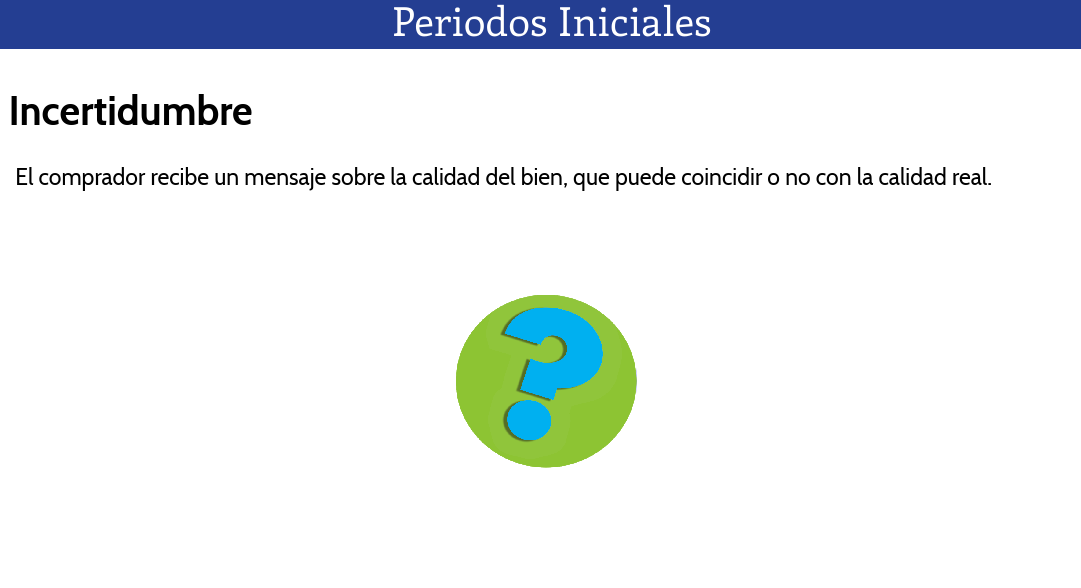 Periodos Iniciales
Incertidumbre
El comprador recibe un mensaje sobre la calidad del bien, que puede coincidir o no con la calidad real.
?